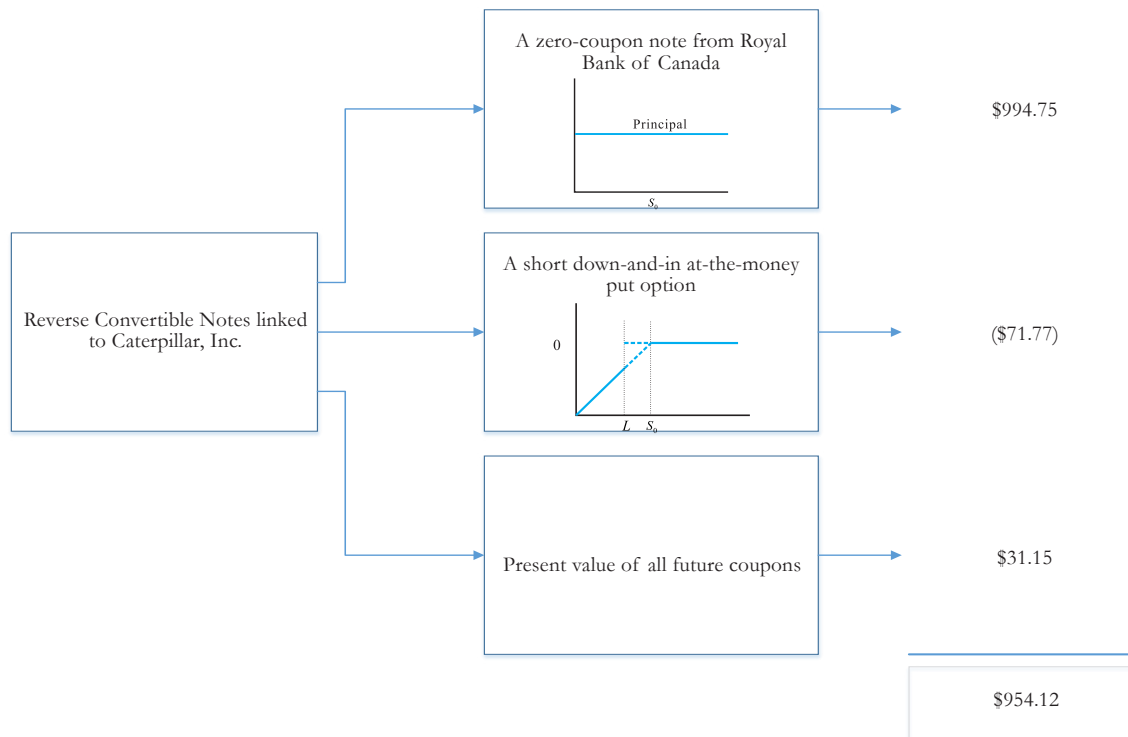 A zero-coupon note from Royal
Bank of Canada
Principal
S₀
$994.75
Reverse Convertible Notes linked
to Caterpillar, Inc.
A short down-and-in at-the-money
put option
0
L S₀
($71.77)
Present value of all future coupons
$31.15
$954.12